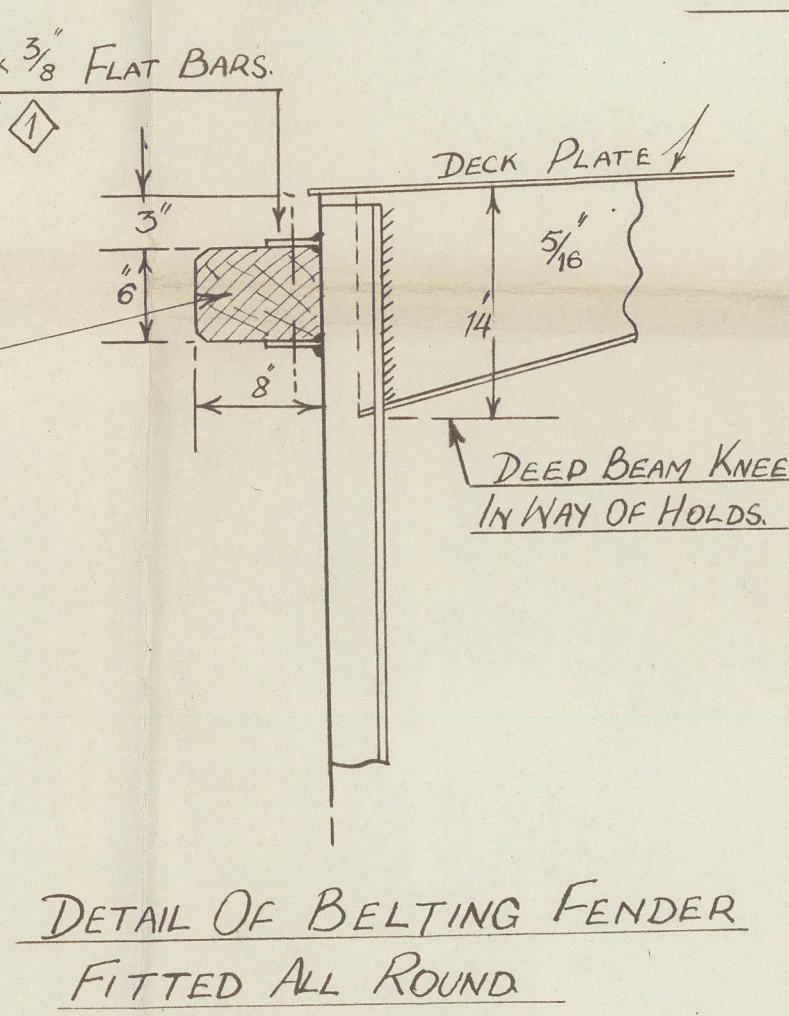 x 3/8" FLAT BARS.
1
DECK PLATE
3"
5/16"
6"
14"
8"
DEEP BEAM KNEE
IN WAY OF HOLDS.
DETAIL OF BELTING FENDER
FITTED ALL ROUND